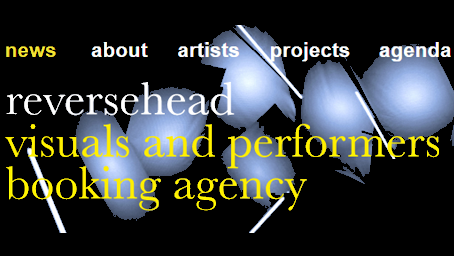 news about artists projects agenda
reversehead
visuals and performers
booking agency